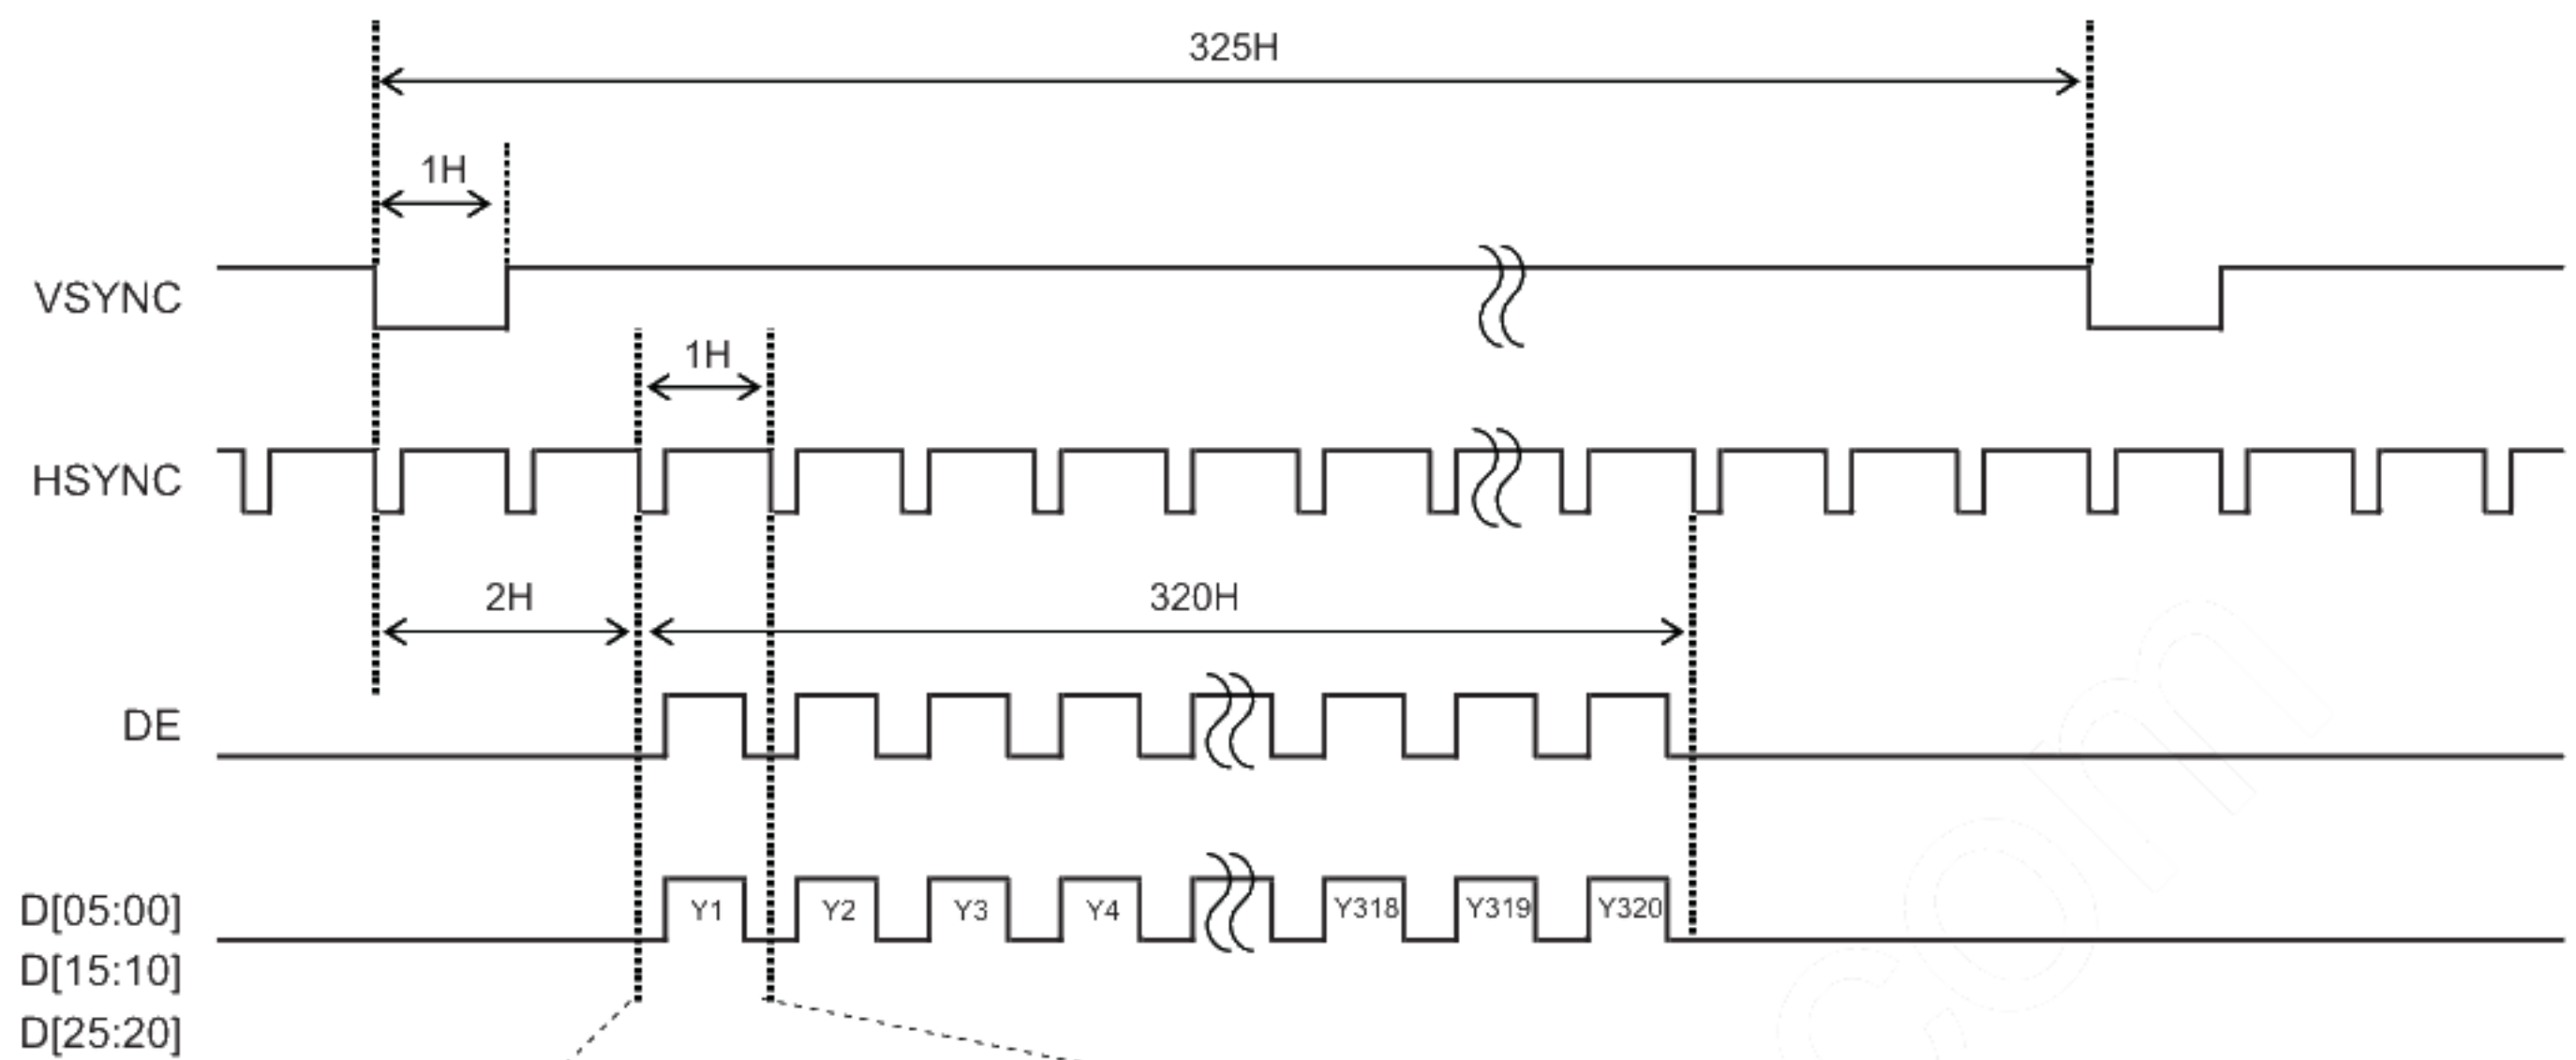 325H
1H
VSYNC
1H
HSYNC
2H 320H
DE
D[05:00] Y1 Y2 Y3 Y4 Y318 Y319 Y320
D[15:10]
D[25:20]
com